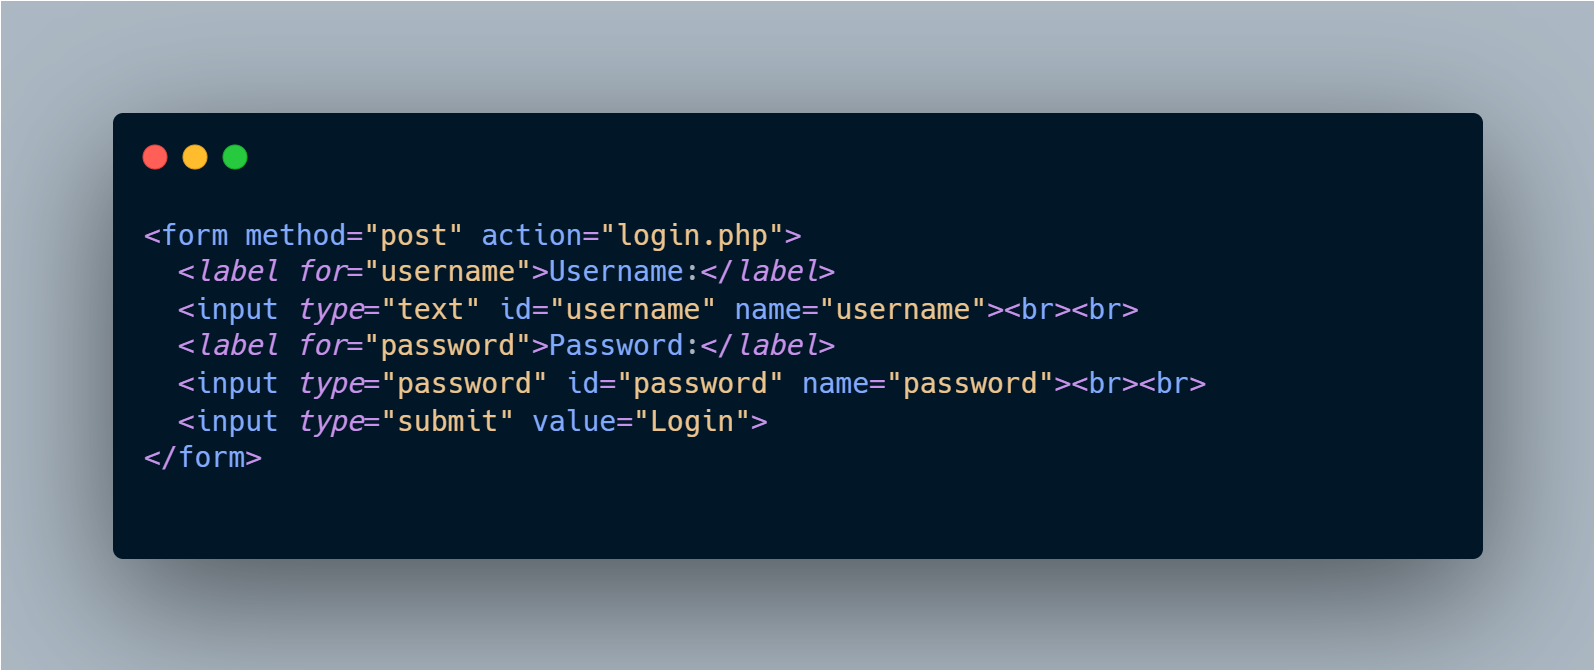 <form method="post" action="login.php">
  <label for="username">Username:</label>
  <input type="text" id="username" name="username"><br><br>
  <label for="password">Password:</label>
  <input type="password" id="password" name="password"><br><br>
  <input type="submit" value="Login">
</form>